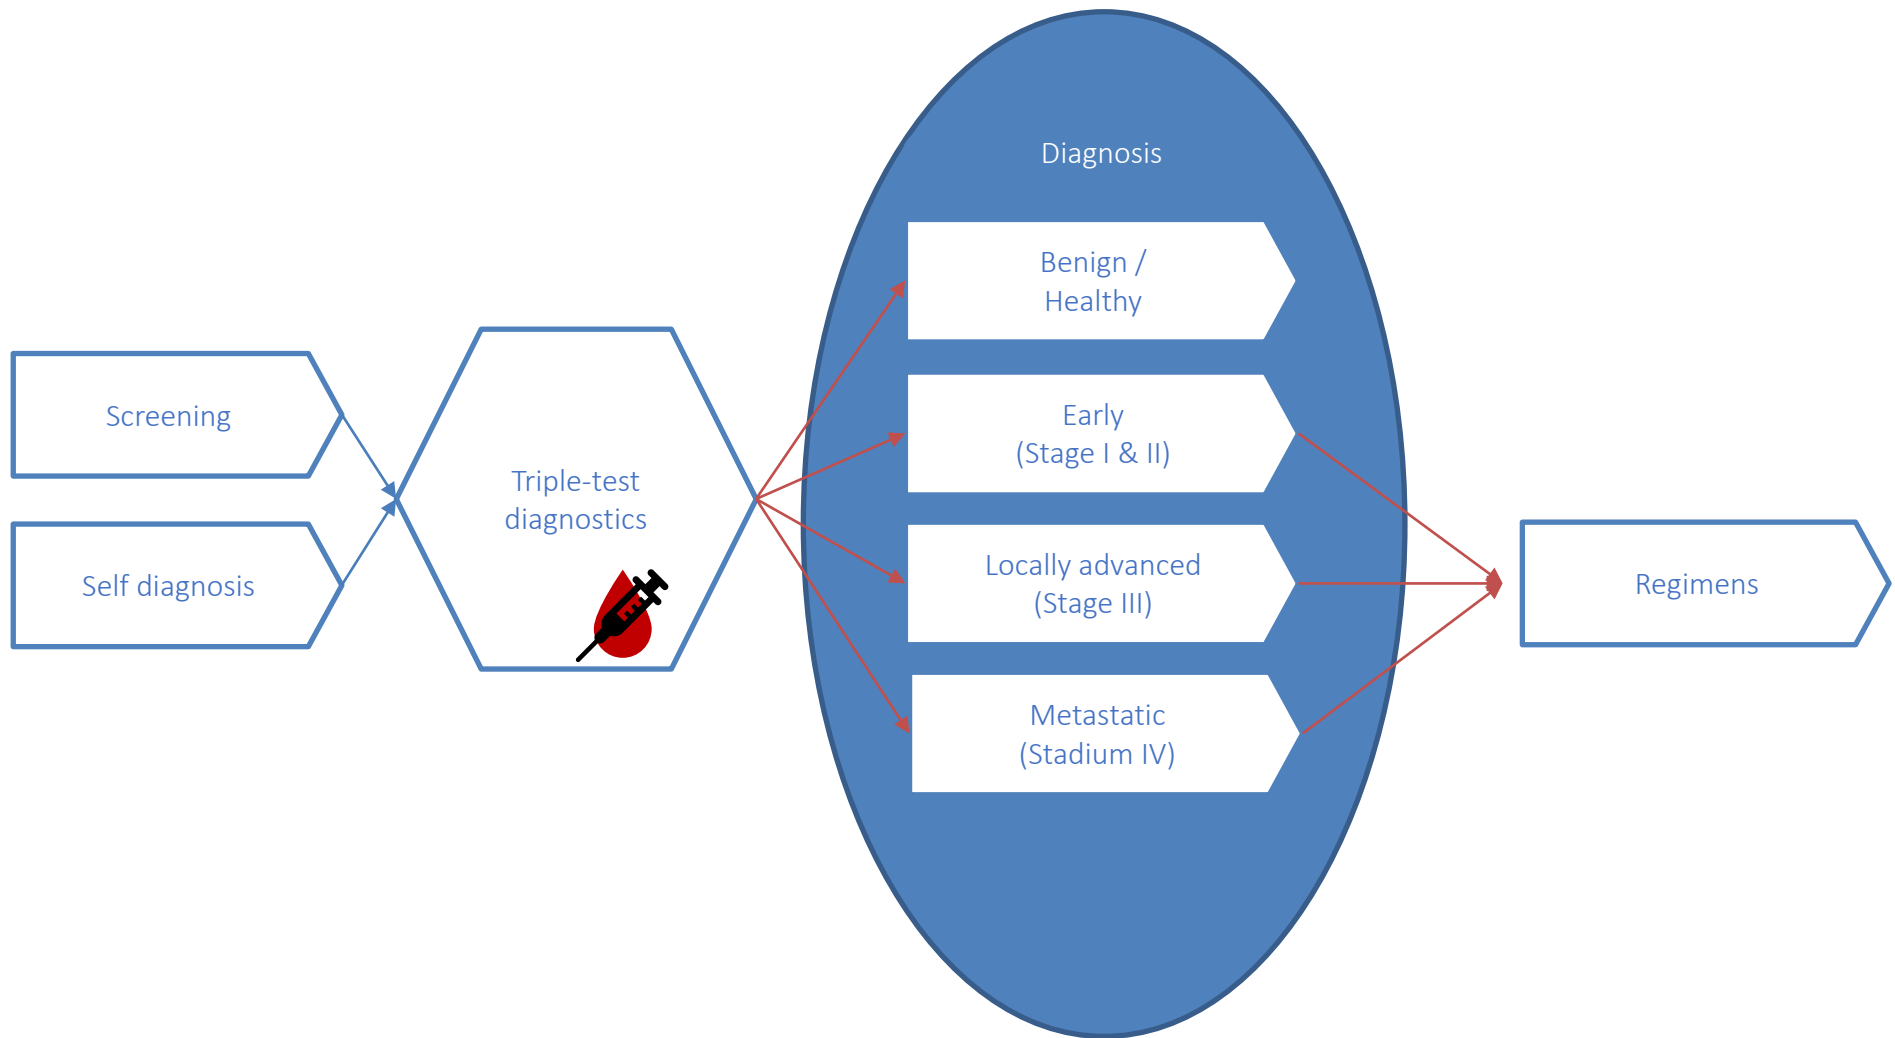 Screening
Self diagnosis
Triple-test
diagnostics
Diagnosis
Benign /
Healthy
Early
(Stage I & II)
Locally advanced
(Stage III)
Metastatic
(Stadium IV)
Regimens